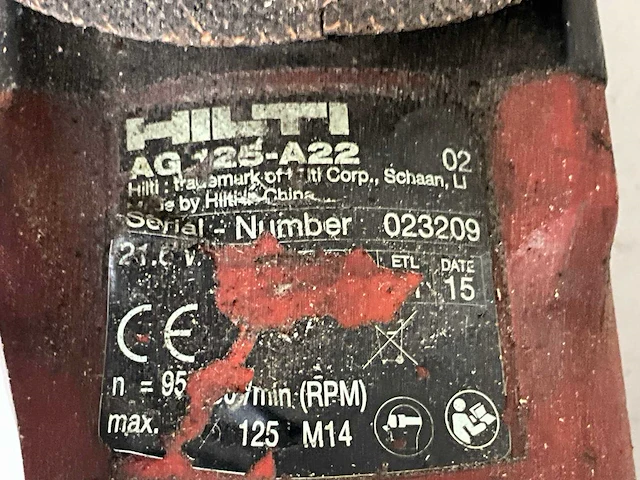 HILTI
AG 125-A22 02
Hilti : trademark of Hilti Corp., Schaan, LI
by Hilti in China
Serial - Number 023209
ETL DATE
15
CE
n = 95 /min (RPM)
max. 125 M14